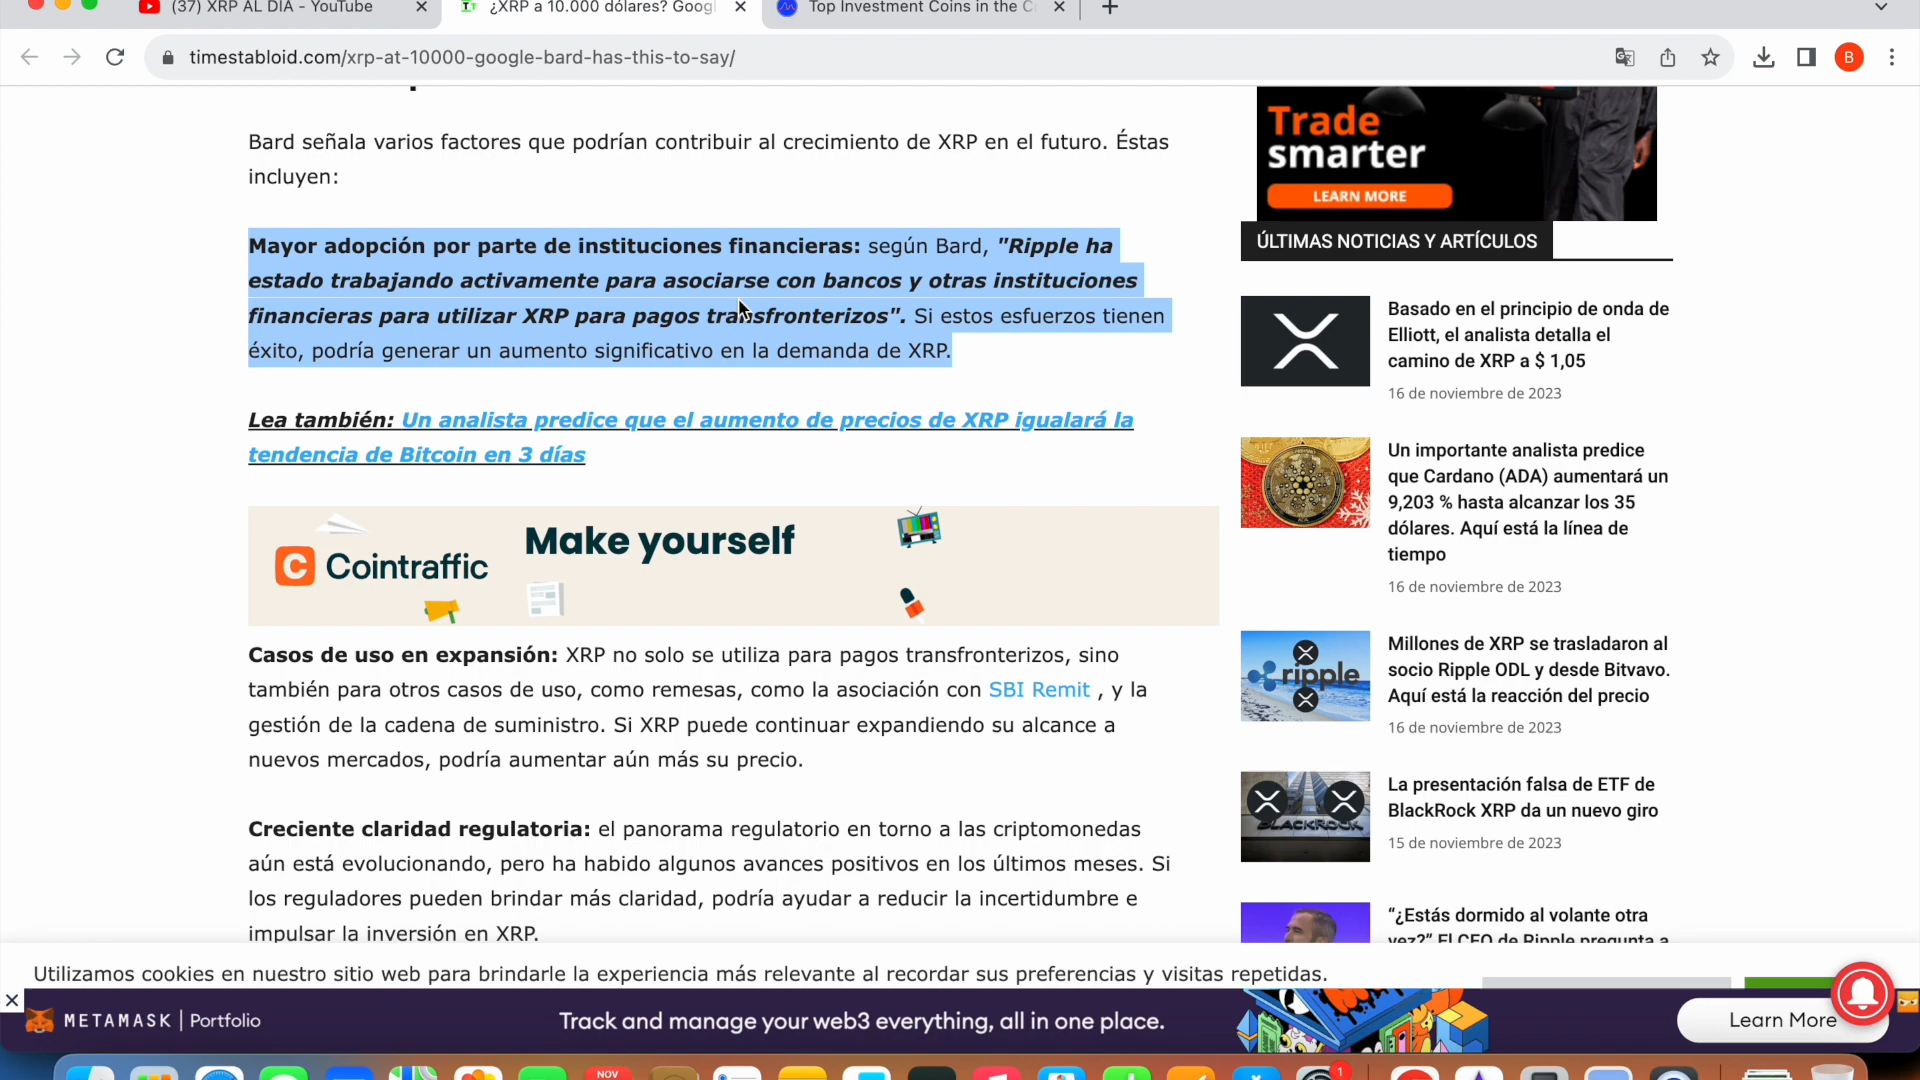 (37) XRP AL DIA - YouTube
¿XRP a 10.000 dólares? Googl
Top Investment Coins in the C
timestabloid.com/xrp-at-10000-google-bard-has-this-to-say/
B
Bard señala varios factores que podrían contribuir al crecimiento de XRP en el futuro. Éstas
incluyen:
Mayor adopción por parte de instituciones financieras: según Bard, "Ripple ha
estado trabajando activamente para asociarse con bancos y otras instituciones
financieras para utilizar XRP para pagos transfronterizos". Si estos esfuerzos tienen
éxito, podría generar un aumento significativo en la demanda de XRP.
Lea también: Un analista predice que el aumento de precios de XRP igualará la
tendencia de Bitcoin en 3 días
C Cointraffic
Make yourself
Casos de uso en expansión: XRP no solo se utiliza para pagos transfronterizos, sino
también para otros casos de uso, como remesas, como la asociación con SBI Remit , y la
gestión de la cadena de suministro. Si XRP puede continuar expandiendo su alcance a
nuevos mercados, podría aumentar aún más su precio.
Creciente claridad regulatoria: el panorama regulatorio en torno a las criptomonedas
aún está evolucionando, pero ha habido algunos avances positivos en los últimos meses. Si
los reguladores pueden brindar más claridad, podría ayudar a reducir la incertidumbre e
impulsar la inversión en XRP.
Trade
smarter
LEARN MORE
ÚLTIMAS NOTICIAS Y ARTÍCULOS
Basado en el principio de onda de
Elliott, el analista detalla el
camino de XRP a $ 1,05
16 de noviembre de 2023
Un importante analista predice
que Cardano (ADA) aumentará un
9,203 % hasta alcanzar los 35
dólares. Aquí está la línea de
tiempo
16 de noviembre de 2023
ripple
Millones de XRP se trasladaron al
socio Ripple ODL y desde Bitvavo.
Aquí está la reacción del precio
16 de noviembre de 2023
BLACKROCK
La presentación falsa de ETF de
BlackRock XRP da un nuevo giro
15 de noviembre de 2023
“¿Estás dormido al volante otra
vez?” El CEO de Ripple pregunta a
Utilizamos cookies en nuestro sitio web para brindarle la experiencia más relevante al recordar sus preferencias y visitas repetidas.
METAMASK | Portfolio
Track and manage your web3 everything, all in one place.
Learn More
NOV
1